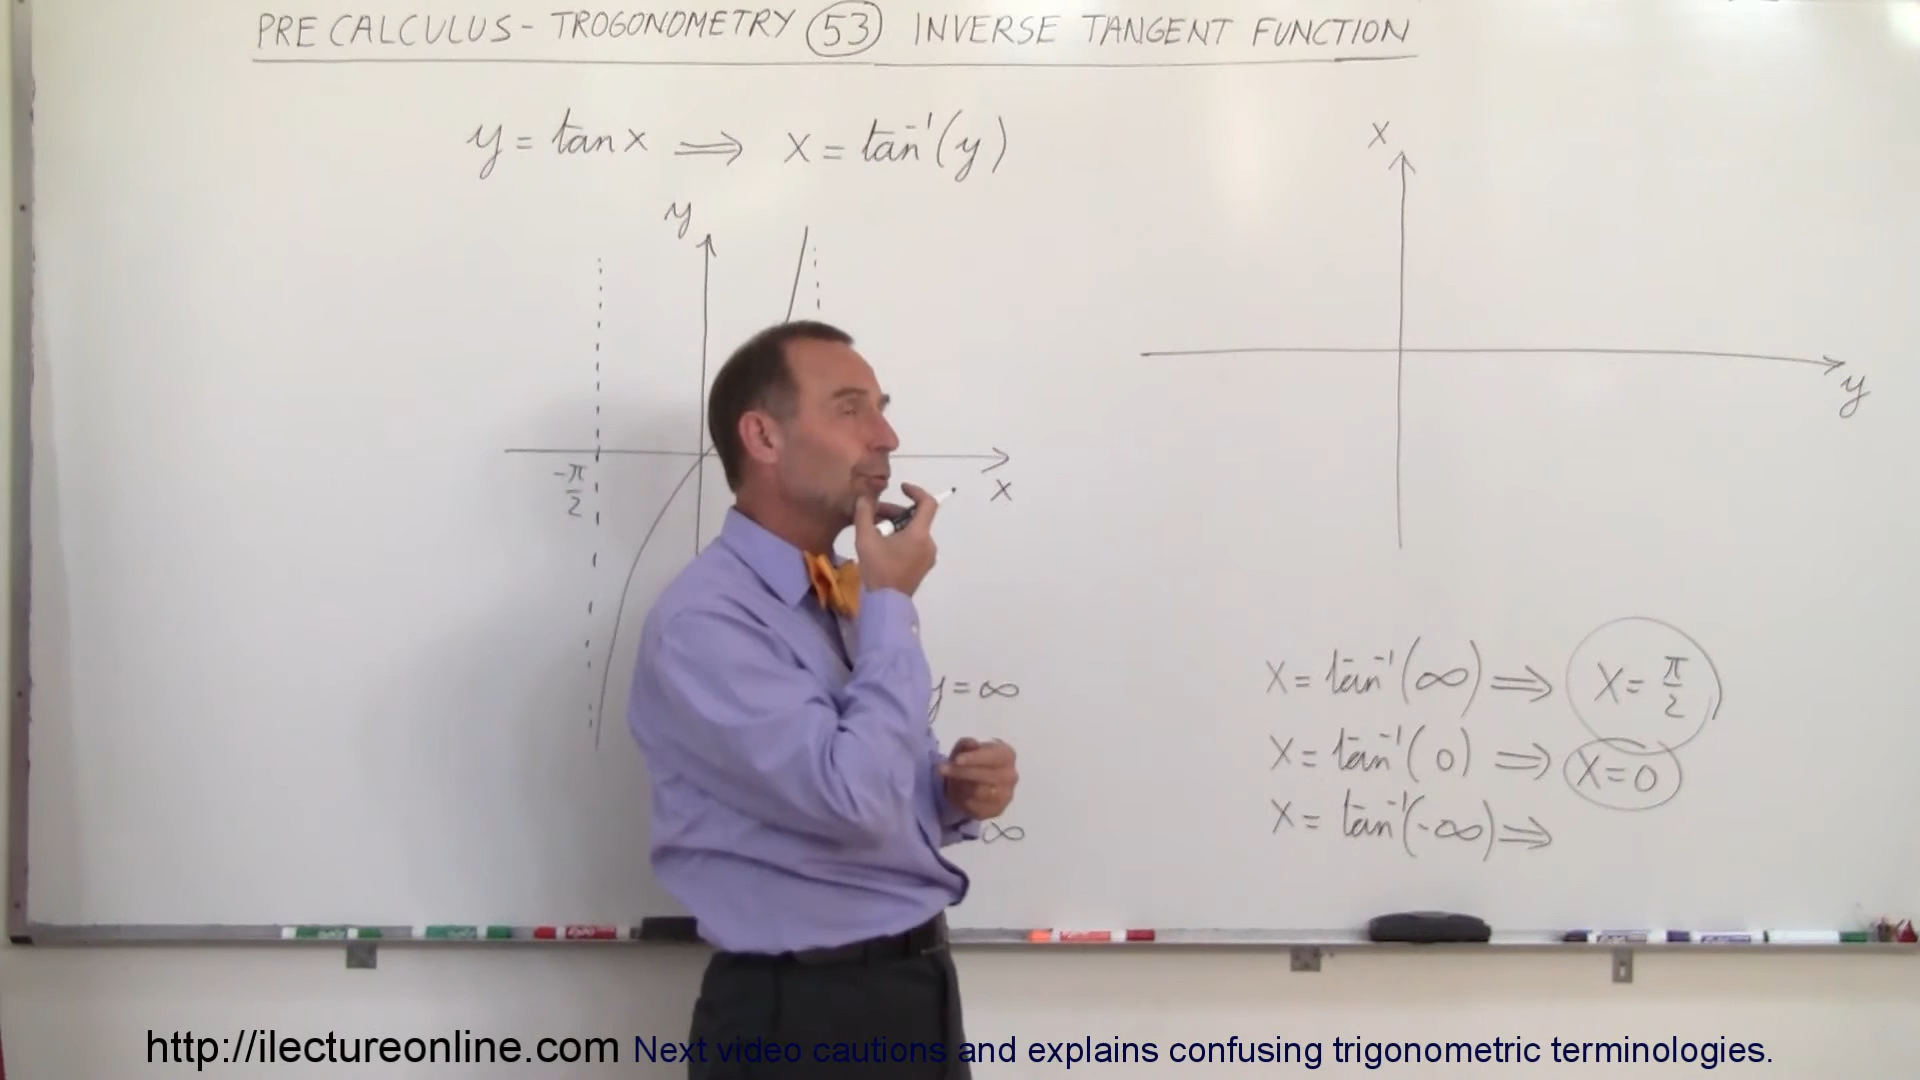 PRE CALCULUS - TROGONOMETRY 53 INVERSE TANGENT FUNCTION
y = tan x ⟹ x = tan⁻¹(y)
y
x
-π/2
y = ∞
∞
x
y
x = tan⁻¹(∞) ⟹ x = π/2
x = tan⁻¹(0) ⟹ x = 0
x = tan⁻¹(-∞) ⟹
http://ilectureonline.com Next video cautions and explains confusing trigonometric terminologies.